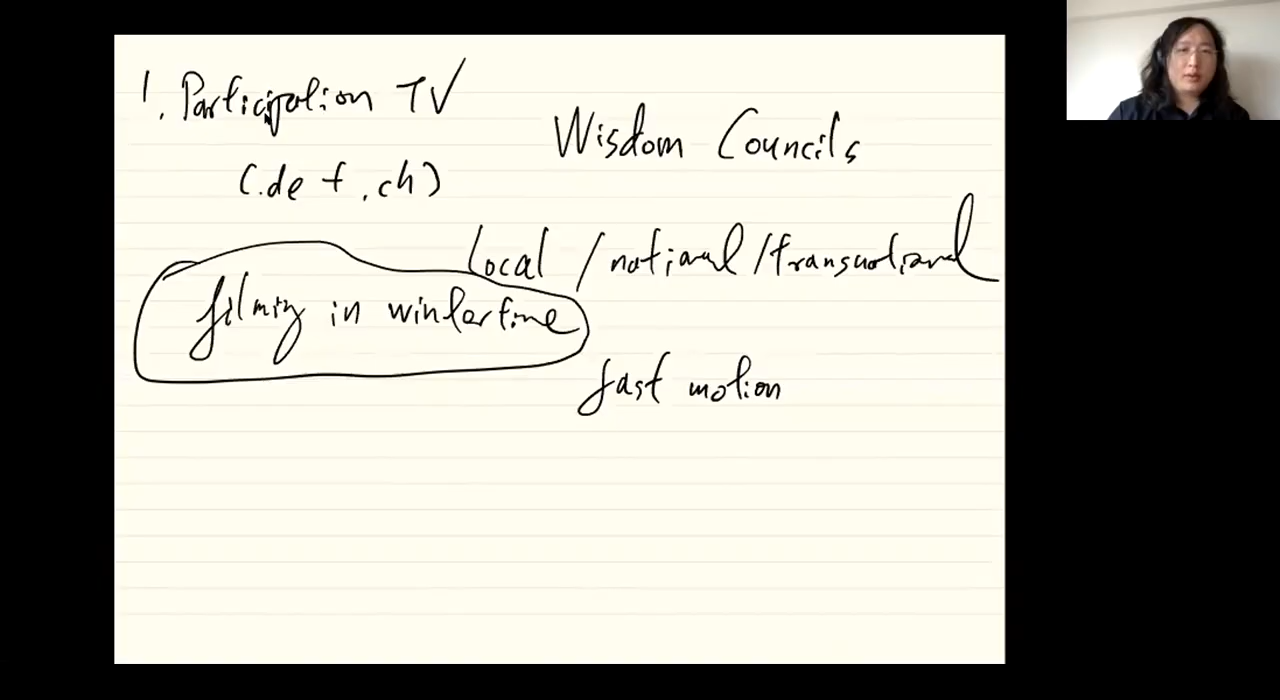 1. Participation TV
(.de + .ch)
Wisdom Councils
Local / national / transnational
filming in wintertime
fast motion